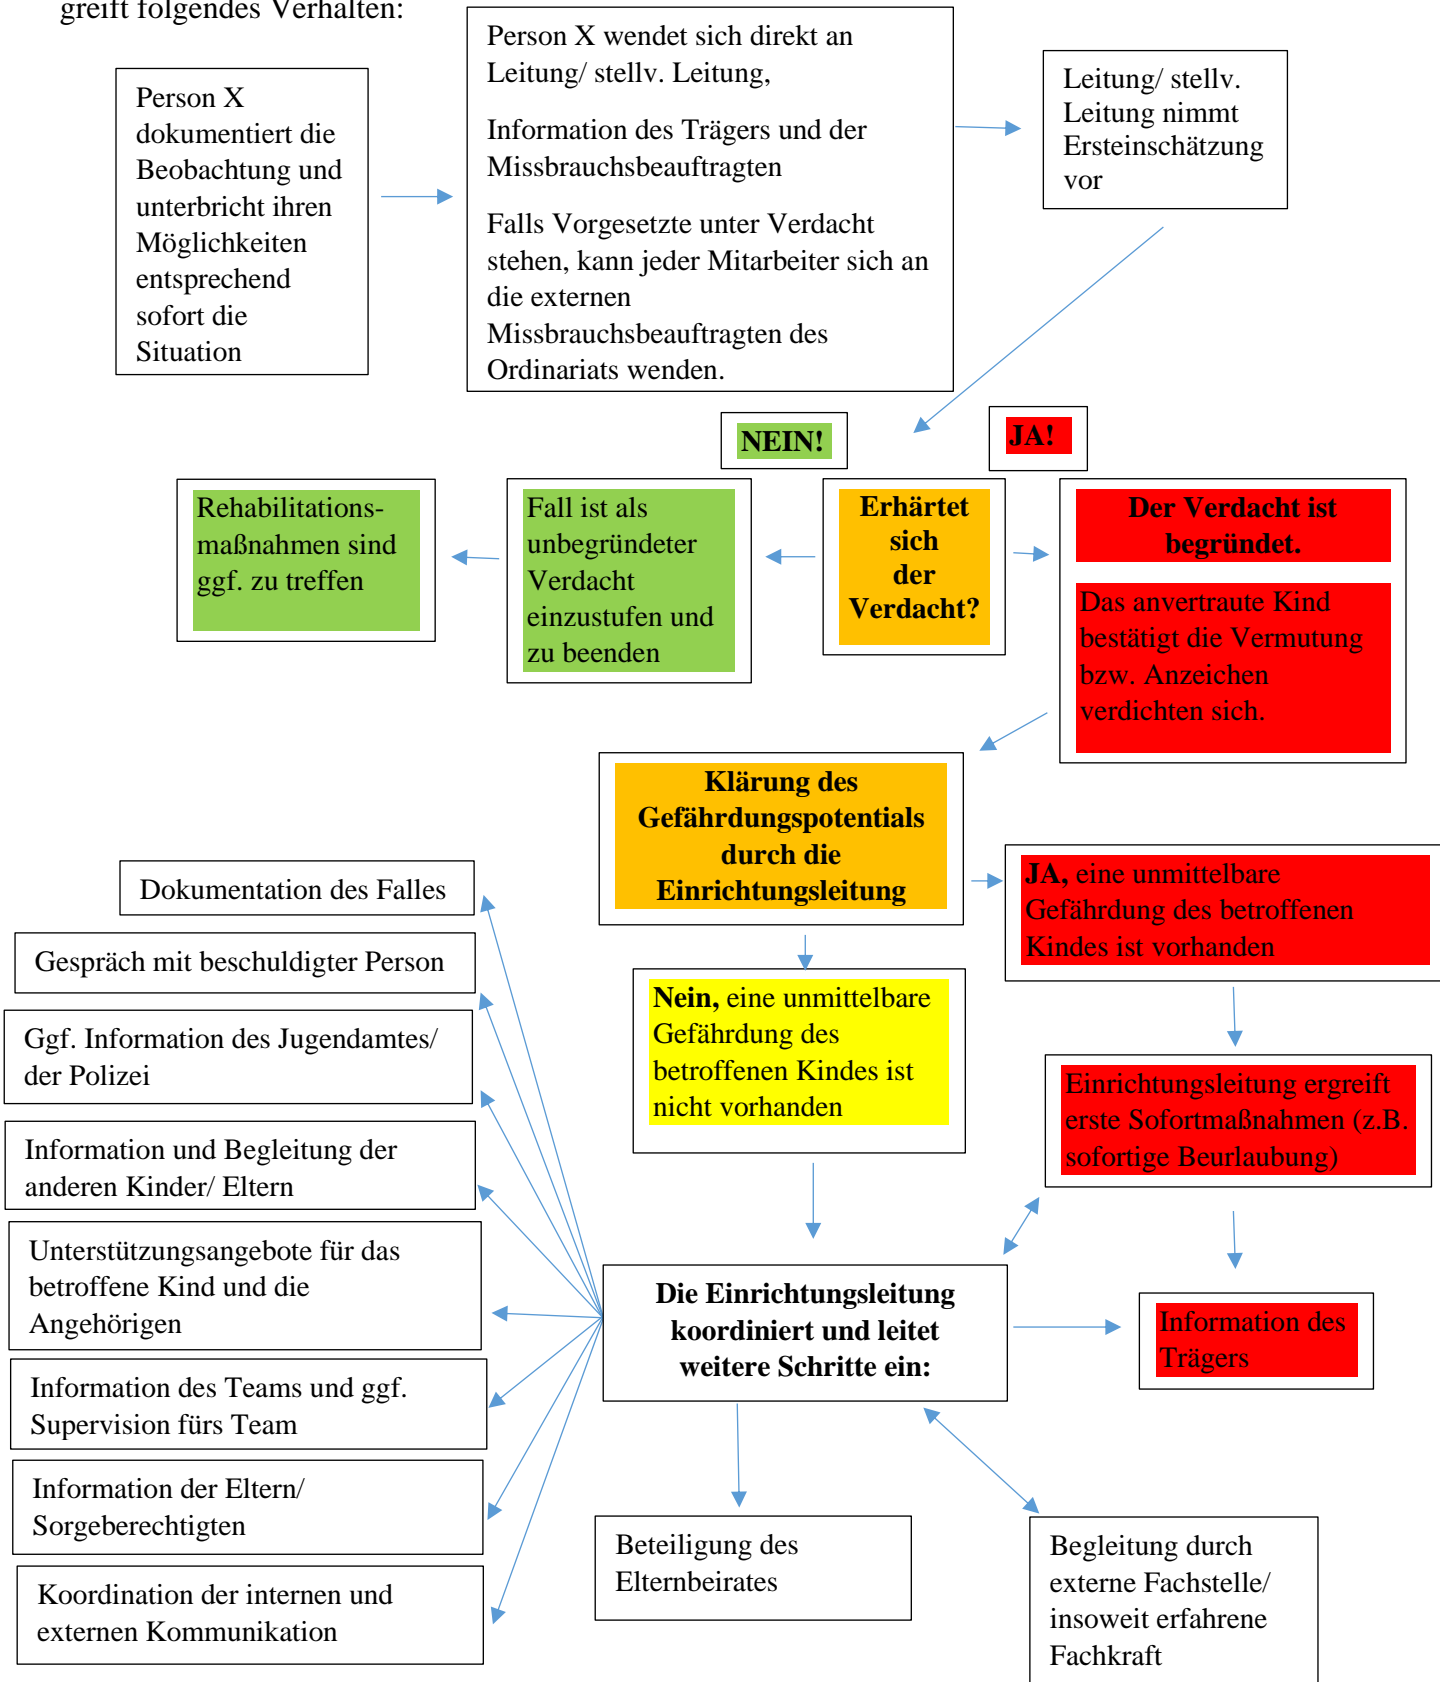 greift folgendes Verhalten:
Person X
dokumentiert die
Beobachtung und
unterbricht ihren
Möglichkeiten
entsprechend
sofort die
Situation
Person X wendet sich direkt an
Leitung/ stellv. Leitung,
Information des Trägers und der
Missbrauchsbeauftragten
Falls Vorgesetzte unter Verdacht
stehen, kann jeder Mitarbeiter sich an
die externen
Missbrauchsbeauftragten des
Ordinariats wenden.
Leitung/ stellv.
Leitung nimmt
Ersteinschätzung
vor
NEIN!
JA!
Rehabilitations-
maßnahmen sind
ggf. zu treffen
Fall ist als
unbegründeter
Verdacht
einzustufen und
zu beenden
Erhärtet
sich
der
Verdacht?
Der Verdacht ist
begründet.
Das anvertraute Kind
bestätigt die Vermutung
bzw. Anzeichen
verdichten sich.
Klärung des
Gefährdungspotentials
durch die
Einrichtungsleitung
JA, eine unmittelbare
Gefährdung des betroffenen
Kindes ist vorhanden
Nein, eine unmittelbare
Gefährdung des
betroffenen Kindes ist
nicht vorhanden
Einrichtungsleitung ergreift
erste Sofortmaßnahmen (z.B.
sofortige Beurlaubung)
Dokumentation des Falles
Gespräch mit beschuldigter Person
Ggf. Information des Jugendamtes/
der Polizei
Information und Begleitung der
anderen Kinder/ Eltern
Unterstützungsangebote für das
betroffene Kind und die
Angehörigen
Information des Teams und ggf.
Supervision fürs Team
Information der Eltern/
Sorgeberechtigten
Koordination der internen und
externen Kommunikation
Die Einrichtungsleitung
koordiniert und leitet
weitere Schritte ein:
Information des
Trägers
Beteiligung des
Elternbeirates
Begleitung durch
externe Fachstelle/
insoweit erfahrene
Fachkraft